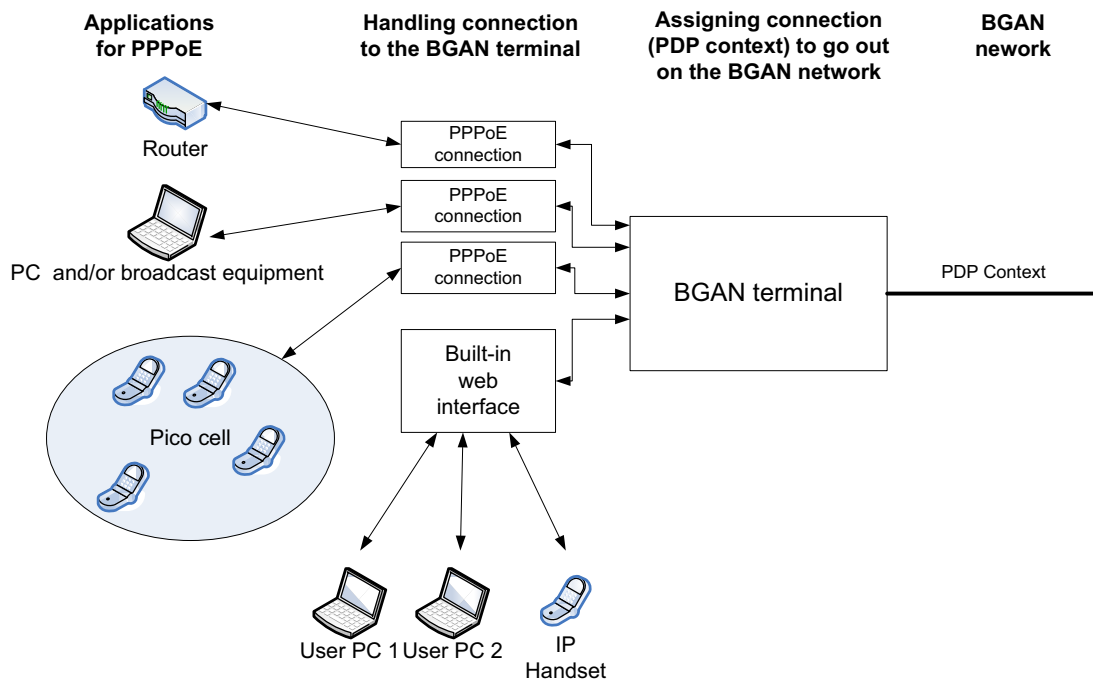 Applications
for PPPoE
Handling connection
to the BGAN terminal
Assigning connection
(PDP context) to go out
on the BGAN network
BGAN
nework
Router
PPPoE
connection
PPPoE
connection
PC  and/or broadcast equipment
PPPoE
connection
BGAN terminal
PDP Context
Built-in
web
interface
Pico cell
User PC 1
User PC 2
IP
Handset